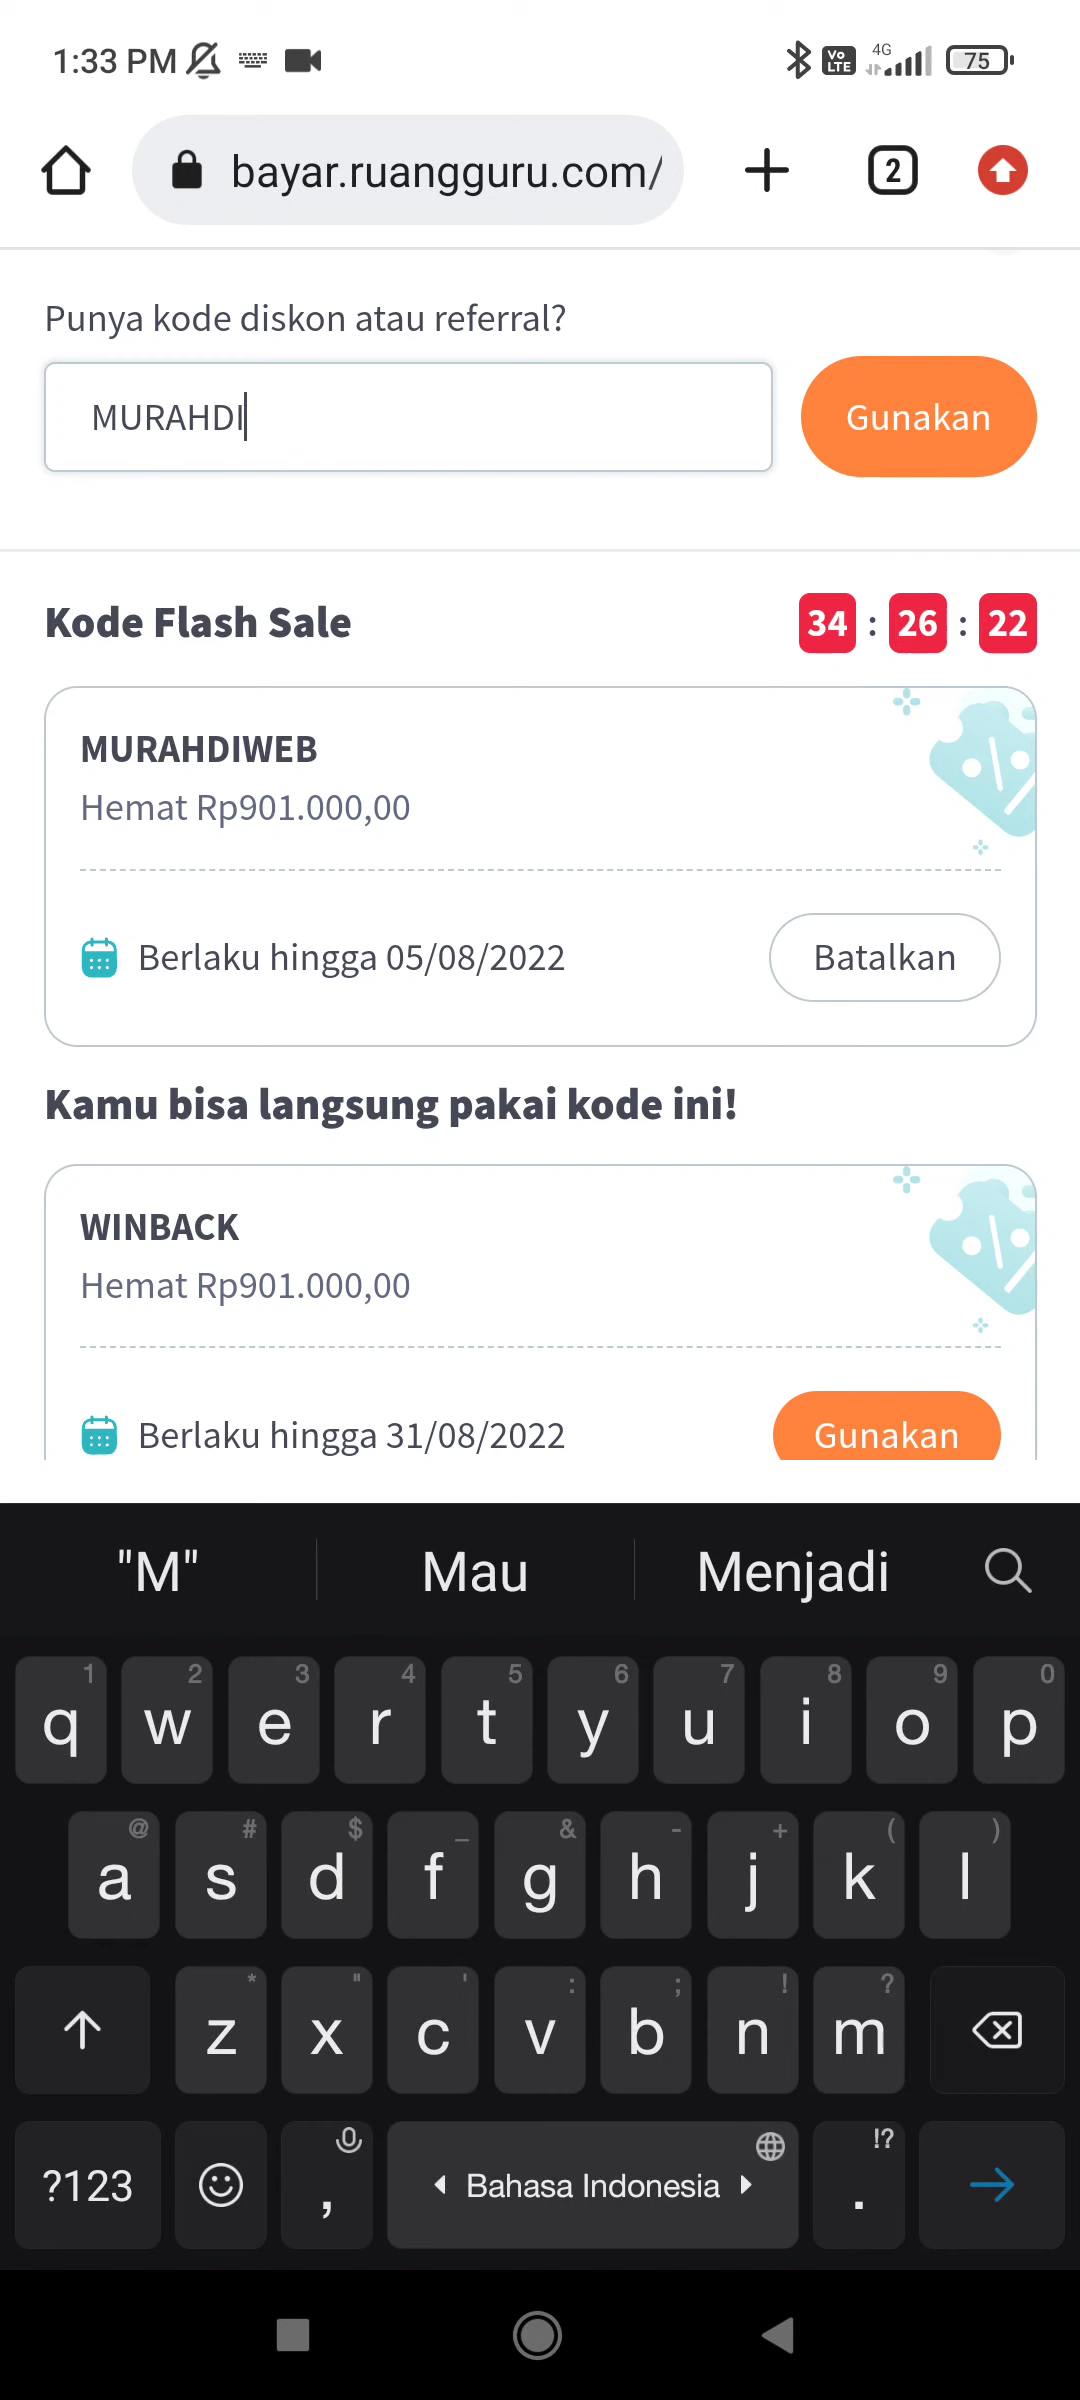 1:33 PM
Vo LTE 4G 75
bayar.ruangguru.com/
2
Punya kode diskon atau referral?
MURAHDI
Gunakan
Kode Flash Sale
34 : 26 : 22
MURAHDIWEB
Hemat Rp901.000,00
Berlaku hingga 05/08/2022
Batalkan
Kamu bisa langsung pakai kode ini!
WINBACK
Hemat Rp901.000,00
Berlaku hingga 31/08/2022
Gunakan
"M" Mau Menjadi
1 2 3 4 5 6 7 8 9 0
q w e r t y u i o p
@ # $ _ & - + ( )
a s d f g h j k l
* " ' : ; ! ?
z x c v b n m
!?
?123 , Bahasa Indonesia .